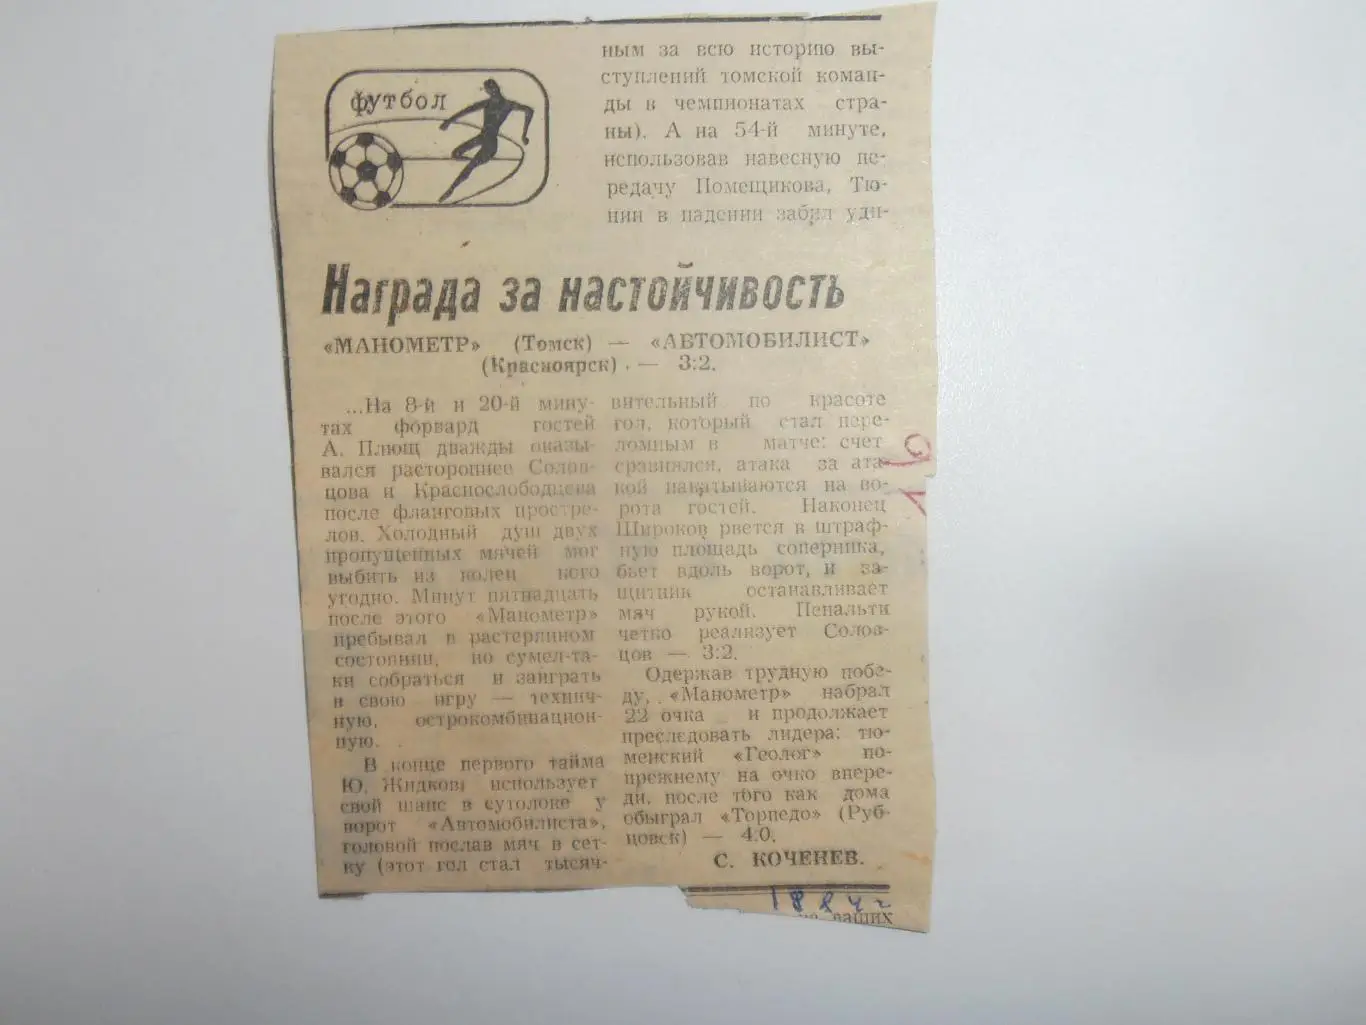 футбол
Награда за настойчивость
«МАНОМЕТР» (Томск) — «АВТОМОБИЛИСТ»
(Красноярск) — 3:2.
...На 8-й и 20-й мину-
тах форвард гостей
А. Плющ дважды оказы-
вался расторопнее Солов-
цова и Краснослободцева
после фланговых простре-
лов. Холодный душ двух
пропущенных мячей мог
выбить из колеи кого
угодно. Минут пятнадцать
после этого «Манометр»
пребывал в растерянном
состоянии, но сумел-та-
ки собраться и заиграть
в свою игру — технич-
ную, острокомбинацион-
ную.
В конце первого тайма
Ю. Жидков использует
свой шанс в сутолоке у
ворот «Автомобилиста»,
головой послав мяч в сет-
ку (этот гол стал тысяч-
ным за всю историю вы-
ступлений томской коман-
ды в чемпионатах стра-
ны). А на 54-й минуте,
использовав навесную пе-
редачу Помещикова, Тю-
нин в падении забил уди-
вительный по красоте
гол, который стал пере-
ломным в матче: счет
сравнялся, атака за ата-
кой накатываются на во-
рота гостей. Наконец
Широков рвется в штраф-
ную площадь соперника,
бьет вдоль ворот, и за-
щитник останавливает
мяч рукой. Пенальти
четко реализует Солов-
цов — 3:2.
Одержав трудную побе-
ду, «Манометр» набрал
22 очка и продолжает
преследовать лидера: тю-
менский «Геолог» по-
прежнему на очко впере-
ди, после того как дома
обыграл «Торпедо» (Руб-
цовск) — 4:0.
С. КОЧЕНЕВ.
ваших